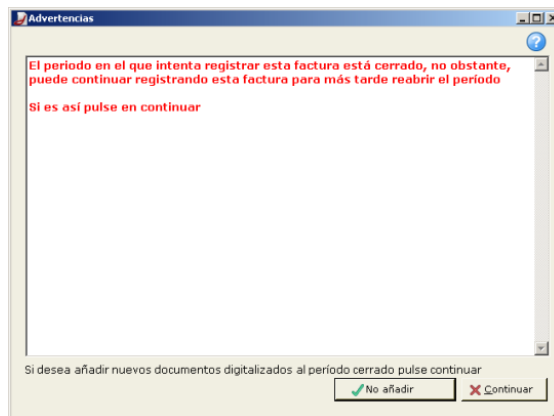 Advertencias
El periodo en el que intenta registrar esta factura está cerrado, no obstante,
puede continuar registrando esta factura para más tarde reabrir el período
Si es así pulse en continuar
Si desea añadir nuevos documentos digitalizados al período cerrado pulse continuar
No añadir
Continuar